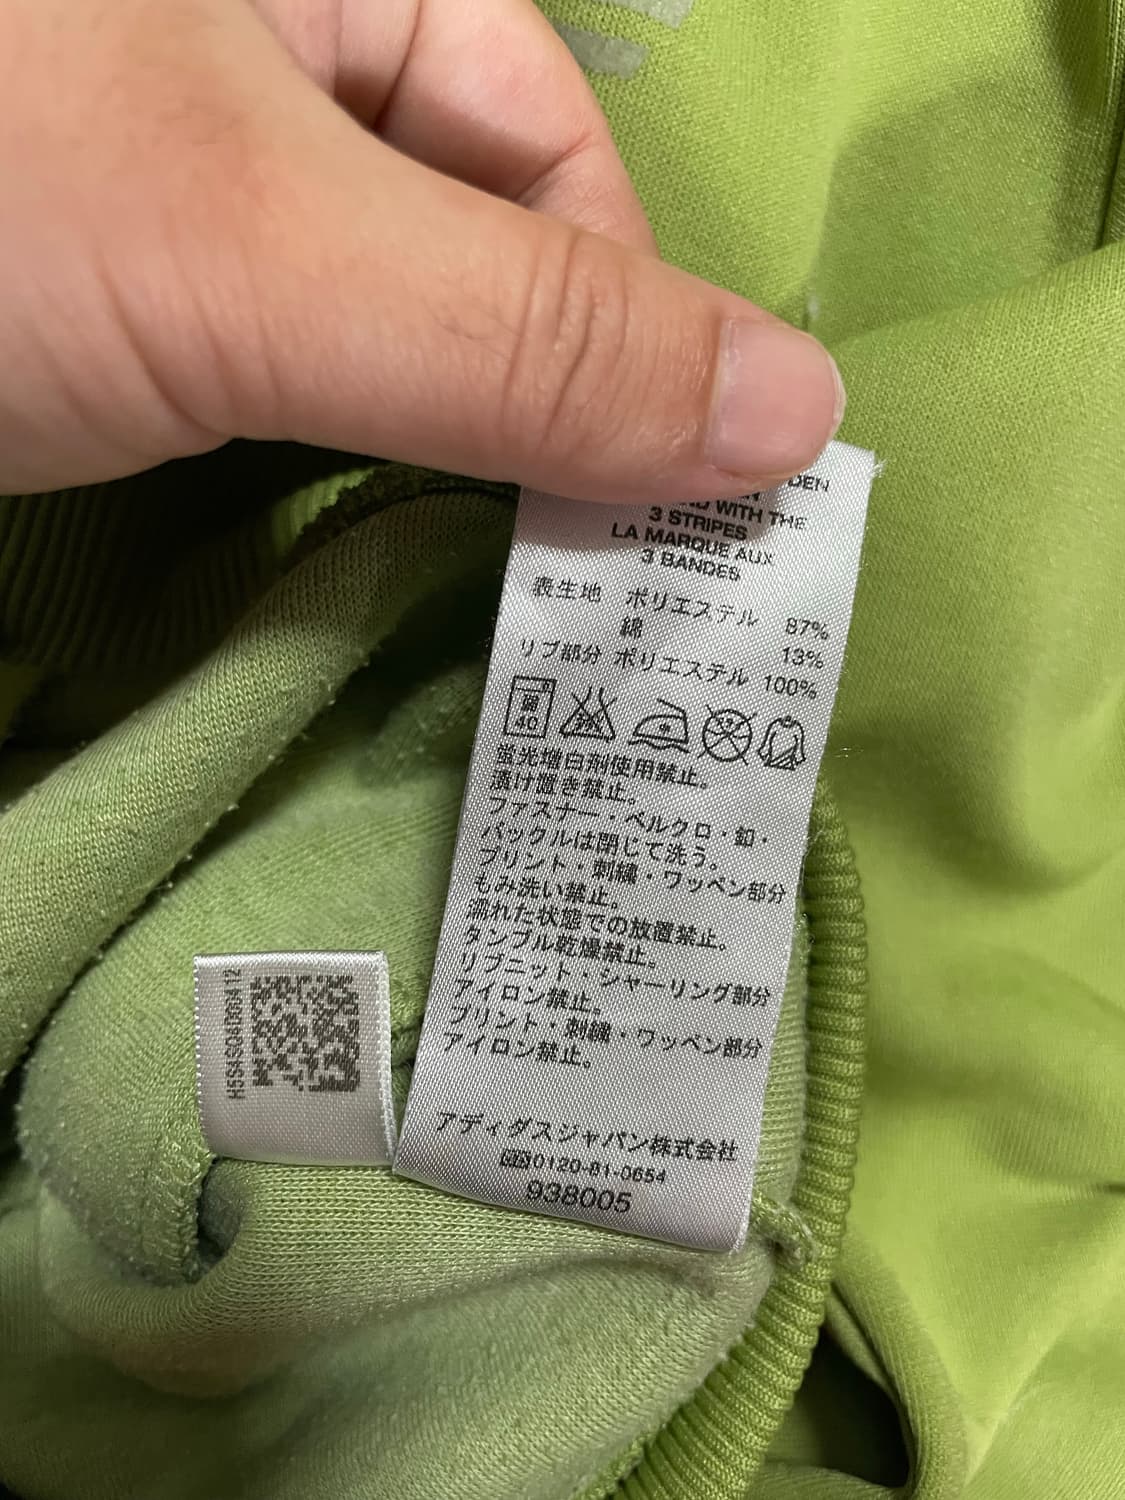 WITH THE
3 STRIPES
LA MARQUE AUX
3 BANDES
表生地 ポリエステル 87%
綿 13%
リブ部分 ポリエステル 100%
40
蛍光増白剤使用禁止。
漬け置き禁止。
ファスナー・ベルクロ・釦・
バックルは閉じて洗う。
プリント・刺繍・ワッペン部分
もみ洗い禁止。
濡れた状態での放置禁止。
タンブル乾燥禁止。
リブニット・シャーリング部分
アイロン禁止。
プリント・刺繍・ワッペン部分
アイロン禁止。
アディダスジャパン株式会社
0120-81-0654
938005